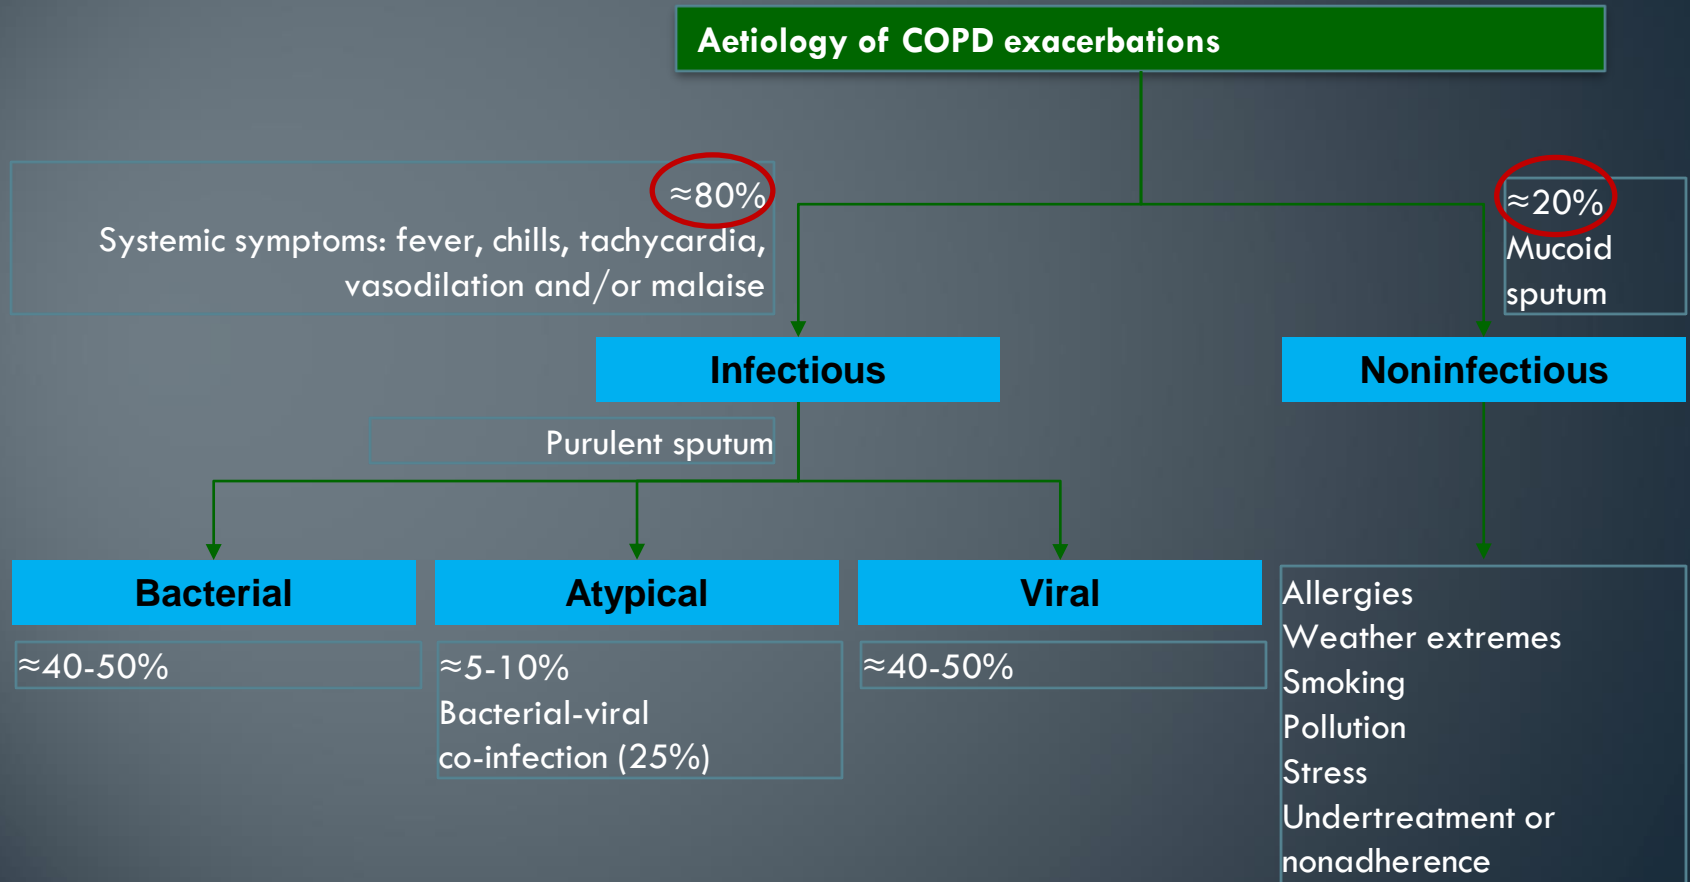 Aetiology of COPD exacerbations
≈80%
Systemic symptoms: fever, chills, tachycardia,
vasodilation and/or malaise
≈20%
Mucoid
sputum
Infectious
Noninfectious
Purulent sputum
Bacterial
Atypical
Viral
≈40-50%
≈5-10%
Bacterial-viral
co-infection (25%)
≈40-50%
Allergies
Weather extremes
Smoking
Pollution
Stress
Undertreatment or
nonadherence